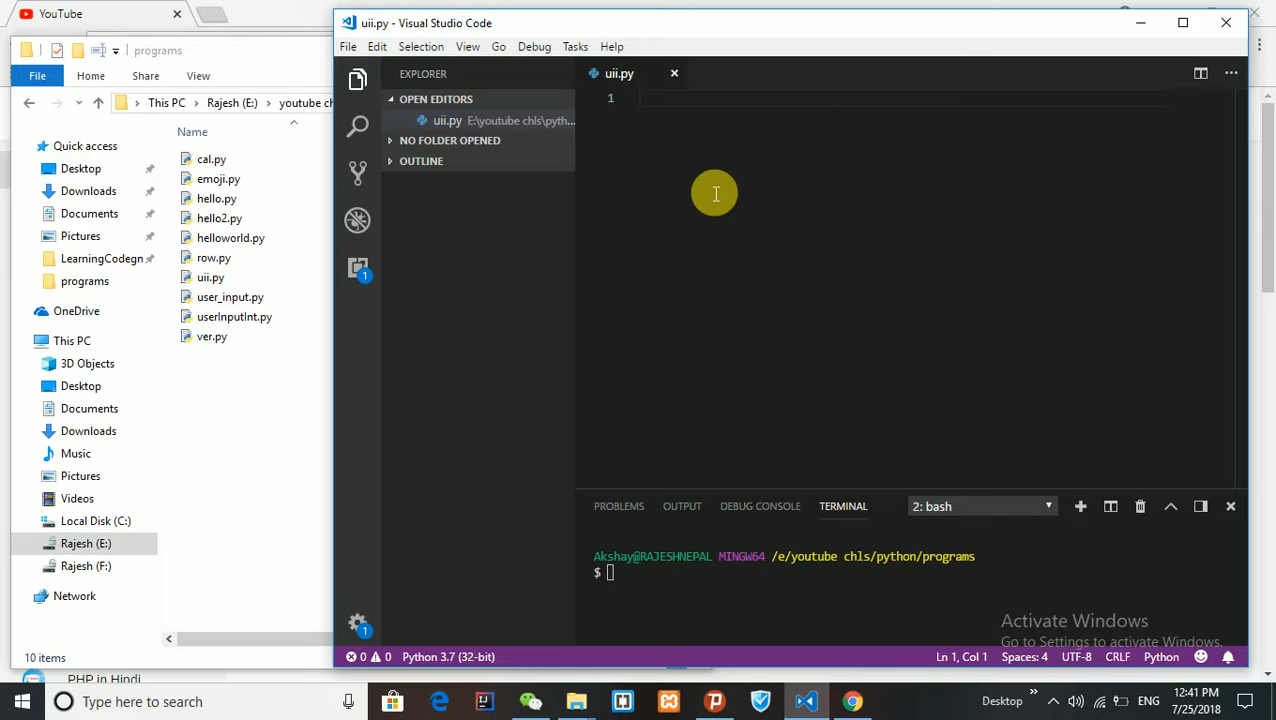 YouTube
programs
File Home Share View
This PC Rajesh (E:) youtube ch
Name
Quick access
Desktop
Downloads
Documents
Pictures
LearningCodegn
programs
OneDrive
This PC
3D Objects
Desktop
Documents
Downloads
Music
Pictures
Videos
Local Disk (C:)
Rajesh (E:)
Rajesh (F:)
Network
cal.py
emoji.py
hello.py
hello2.py
helloworld.py
row.py
uii.py
user_input.py
userInputInt.py
ver.py
10 items
PHP in Hindi
uii.py - Visual Studio Code
File Edit Selection View Go Debug Tasks Help
EXPLORER
OPEN EDITORS
uii.py E:\youtube chls\pyth...
NO FOLDER OPENED
OUTLINE
1
1
uii.py
1
PROBLEMS OUTPUT DEBUG CONSOLE TERMINAL 2: bash
Akshay@RAJESHNEPAL MINGW64 /e/youtube chls/python/programs
$
Activate Windows
Go to Settings to activate Windows.
0 0 Python 3.7 (32-bit) Ln 1, Col 1 Spaces: 4 UTF-8 CRLF Python
Type here to search
Desktop ENG 12:41 PM
7/25/2018